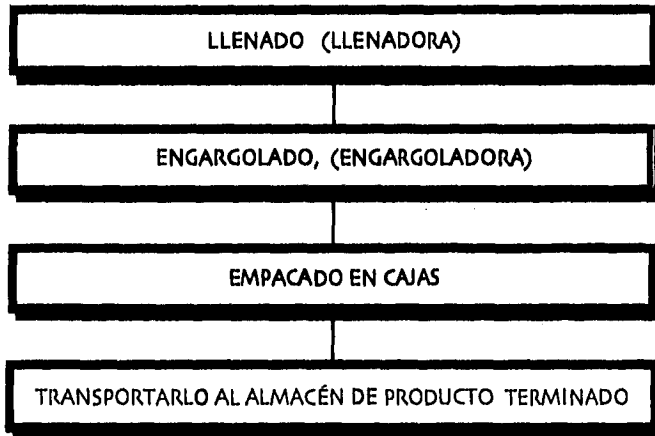 LLENADO (LLENADORA)
ENGARGOLADO, (ENGARGOLADORA)
EMPACADO EN CAJAS
TRANSPORTARLO AL ALMACÉN DE PRODUCTO TERMINADO